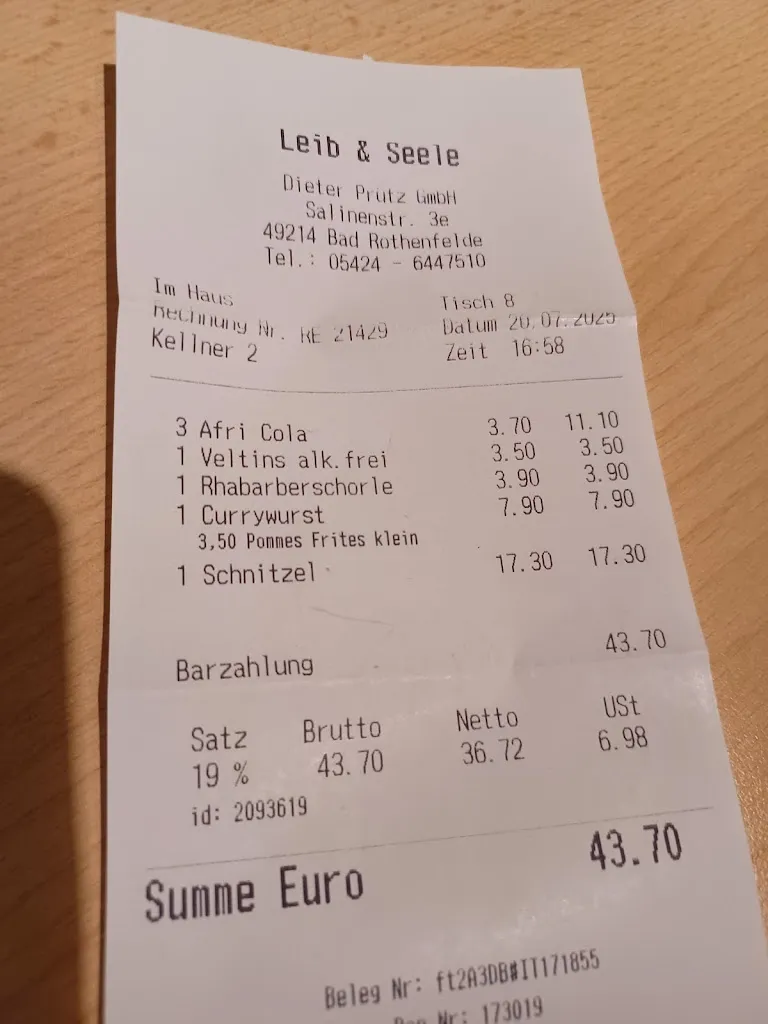 Leib & Seele
Dieter Prütz GmbH
Salinenstr. 3e
49214 Bad Rothenfelde
Tel.: 05424 - 6447510
Im Haus Tisch 8
Rechnung Nr. RE 21429 Datum 20.07.2025
Kellner 2 Zeit 16:58
3 Afri Cola 3.70 11.10
1 Veltins alk.frei 3.50 3.50
1 Rhabarberschorle 3.90 3.90
1 Currywurst 7.90 7.90
3,50 Pommes Frites klein
1 Schnitzel 17.30 17.30
Barzahlung 43.70
Satz Brutto Netto USt
19 % 43.70 36.72 6.98
id: 2093619
Summe Euro 43.70
Beleg Nr: ft2A3DB#IT171855
Nr: 173019